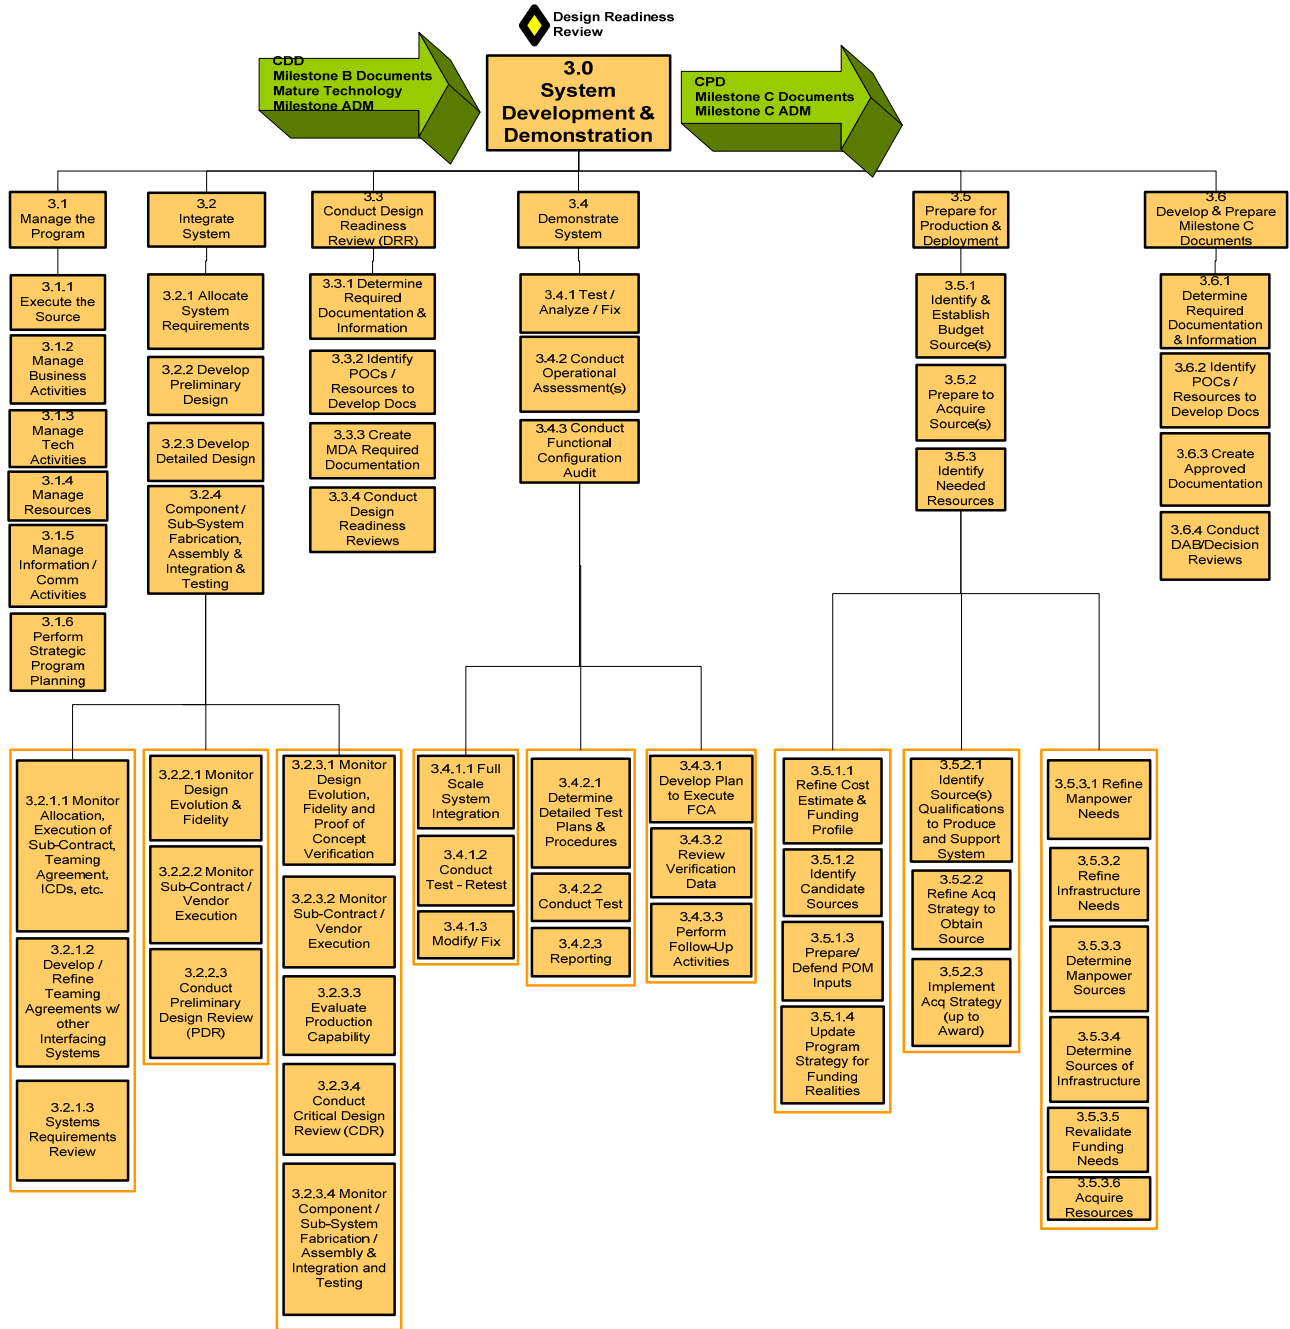 Design Readiness
Review
CDD
Milestone B Documents
Mature Technology
Milestone ADM
3.0
System
Development &
Demonstration
CPD
Milestone C Documents
Milestone C ADM
3.1
Manage the
Program
3.2
Integrate
System
3.3
Conduct Design
Readiness
Review (DRR)
3.4
Demonstrate
System
3.5
Prepare for
Production &
Deployment
3.6
Develop & Prepare
Milestone C
Documents
3.1.1
Execute the
Source
3.1.2
Manage
Business
Activities
3.1.3
Manage
Tech
Activities
3.1.4
Manage
Resources
3.1.5
Manage
Information /
Comm
Activities
3.1.6
Perform
Strategic
Program
Planning
3.2.1 Allocate
System
Requirements
3.2.2 Develop
Preliminary
Design
3.2.3 Develop
Detailed Design
3.2.4
Component /
Sub-System
Fabrication,
Assembly &
Integration &
Testing
3.3.1 Determine
Required
Documentation &
Information
3.3.2 Identify
POCs /
Resources to
Develop Docs
3.3.3 Create
MDA Required
Documentation
3.3.4 Conduct
Design
Readiness
Reviews
3.4.1 Test /
Analyze / Fix
3.4.2 Conduct
Operational
Assessment(s)
3.4.3 Conduct
Functional
Configuration
Audit
3.5.1
Identify &
Establish
Budget
Source(s)
3.5.2
Prepare to
Acquire
Source(s)
3.5.3
Identify
Needed
Resources
3.6.1
Determine
Required
Documentation
& Information
3.6.2 Identify
POCs /
Resources to
Develop Docs
3.6.3 Create
Approved
Documentation
3.6.4 Conduct
DAB/Decision
Reviews
3.2.1.1 Monitor
Allocation,
Execution of
Sub-Contract,
Teaming
Agreement,
ICDs, etc.
3.2.1.2
Develop /
Refine
Teaming
Agreements w/
other
Interfacing
Systems
3.2.1.3
Systems
Requirements
Review
3.2.2.1 Monitor
Design
Evolution &
Fidelity
3.2.2.2 Monitor
Sub-Contract /
Vendor
Execution
3.2.2.3
Conduct
Preliminary
Design Review
(PDR)
3.2.3.1 Monitor
Design
Evolution,
Fidelity and
Proof of
Concept
Verification
3.2.3.2 Monitor
Sub-Contract /
Vendor
Execution
3.2.3.3
Evaluate
Production
Capability
3.2.3.4
Conduct
Critical Design
Review (CDR)
3.2.3.4 Monitor
Component /
Sub-System
Fabrication /
Assembly &
Integration and
Testing
3.4.1.1 Full
Scale
System
Integration
3.4.1.2
Conduct
Test - Retest
3.4.1.3
Modify/ Fix
3.4.2.1
Determine
Detailed Test
Plans &
Procedures
3.4.2.2
Conduct Test
3.4.2.3
Reporting
3.4.3.1
Develop Plan
to Execute
FCA
3.4.3.2
Review
Verification
Data
3.4.3.3
Perform
Follow-Up
Activities
3.5.1.1
Refine Cost
Estimate &
Funding
Profile
3.5.1.2
Identify
Candidate
Sources
3.5.1.3
Prepare/
Defend POM
Inputs
3.5.1.4
Update
Program
Strategy for
Funding
Realities
3.5.2.1
Identify
Source(s)
Qualifications
to Produce
and Support
System
3.5.2.2
Refine Acq
Strategy to
Obtain
Source
3.5.2.3
Implement
Acq Strategy
(up to
Award)
3.5.3.1 Refine
Manpower
Needs
3.5.3.2
Refine
Infrastructure
Needs
3.5.3.3
Determine
Manpower
Sources
3.5.3.4
Determine
Sources of
Infrastructure
3.5.3.5
Revalidate
Funding
Needs
3.5.3.6
Acquire
Resources